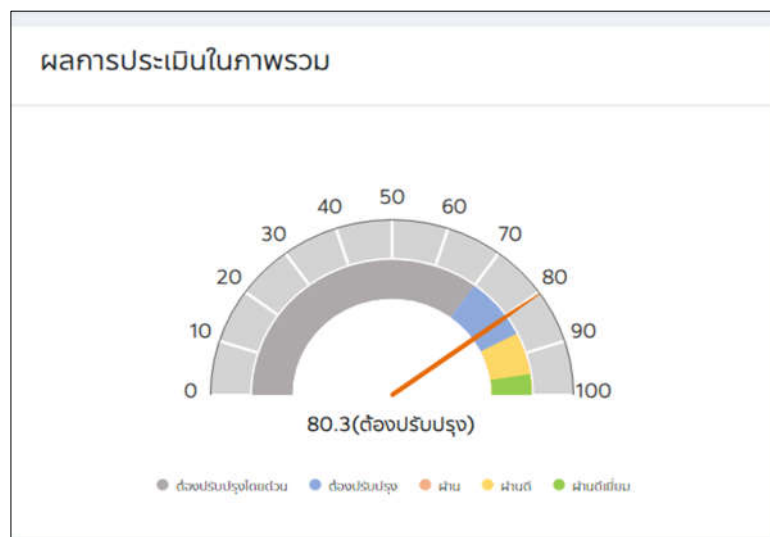 ผลการประเมินในภาพรวม
50
40 60
30 70
20 80
10 90
0 100
80.3(ต้องปรับปรุง)
ต้องปรับปรุงโดยด่วน ต้องปรับปรุง ผ่าน ผ่านดี ผ่านดีเยี่ยม